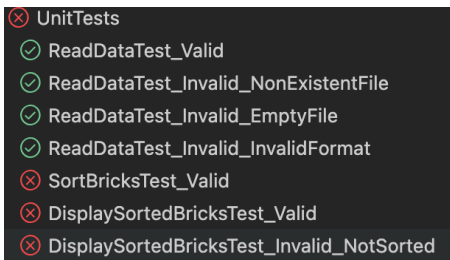 UnitTests
ReadDataTest_Valid
ReadDataTest_Invalid_NonExistentFile
ReadDataTest_Invalid_EmptyFile
ReadDataTest_Invalid_InvalidFormat
SortBricksTest_Valid
DisplaySortedBricksTest_Valid
DisplaySortedBricksTest_Invalid_NotSorted